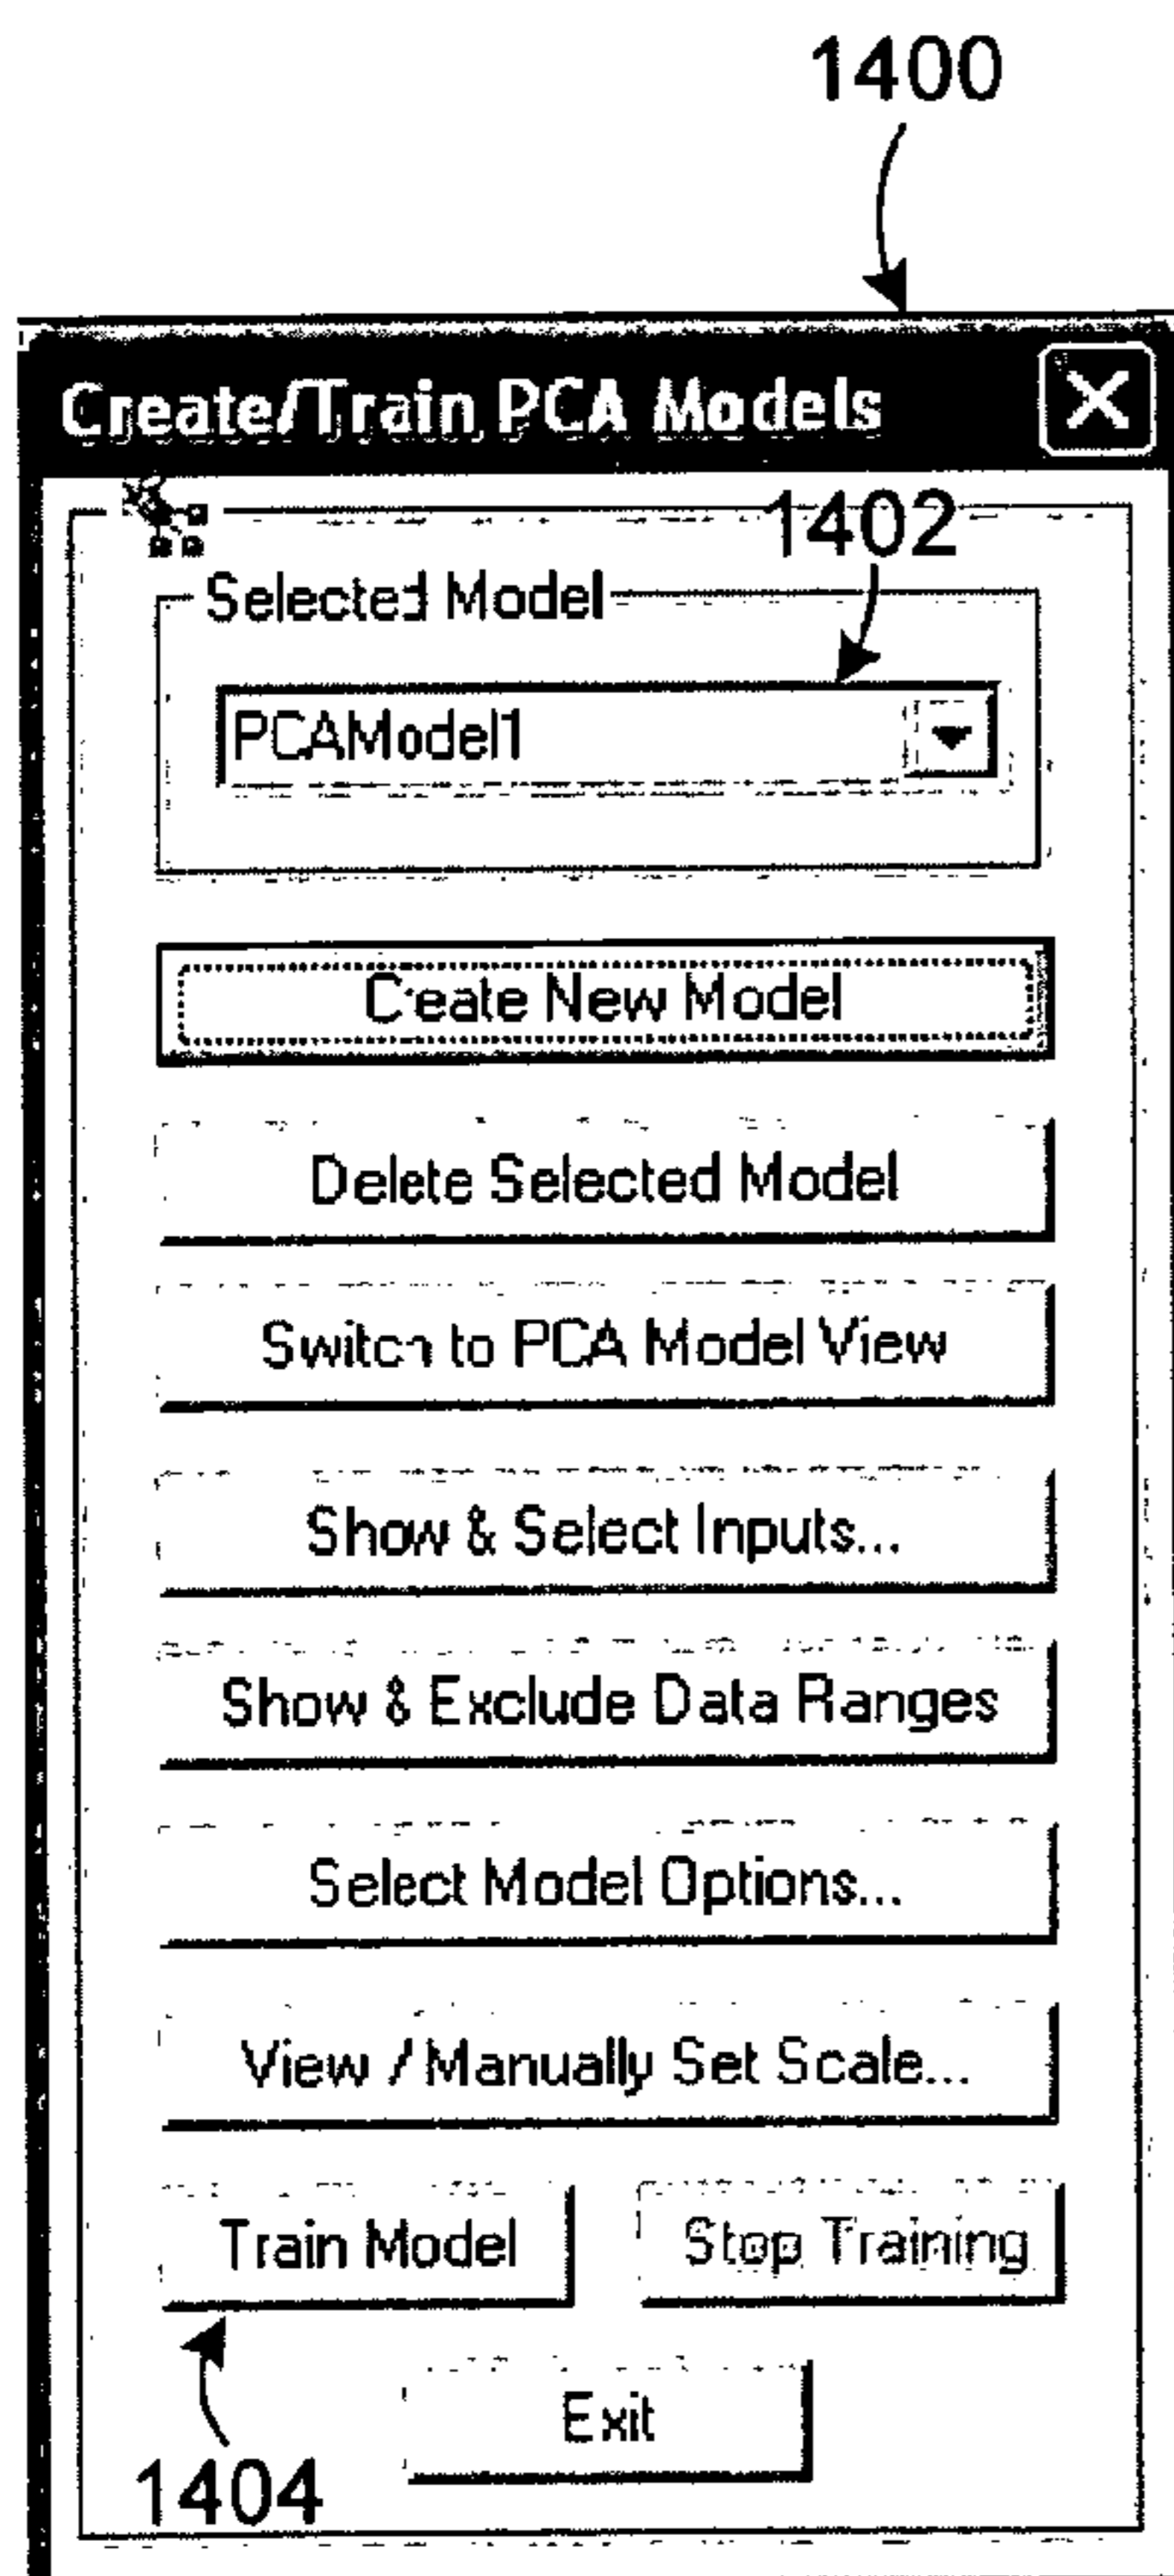 1400
Create/Train PCA Models
1402
Selected Model
PCAModel1
Create New Model
Delete Selected Model
Switch to PCA Model View
Show & Select Inputs...
Show & Exclude Data Ranges
Select Model Options...
View / Manually Set Scale...
Train Model Stop Training
Exit
1404